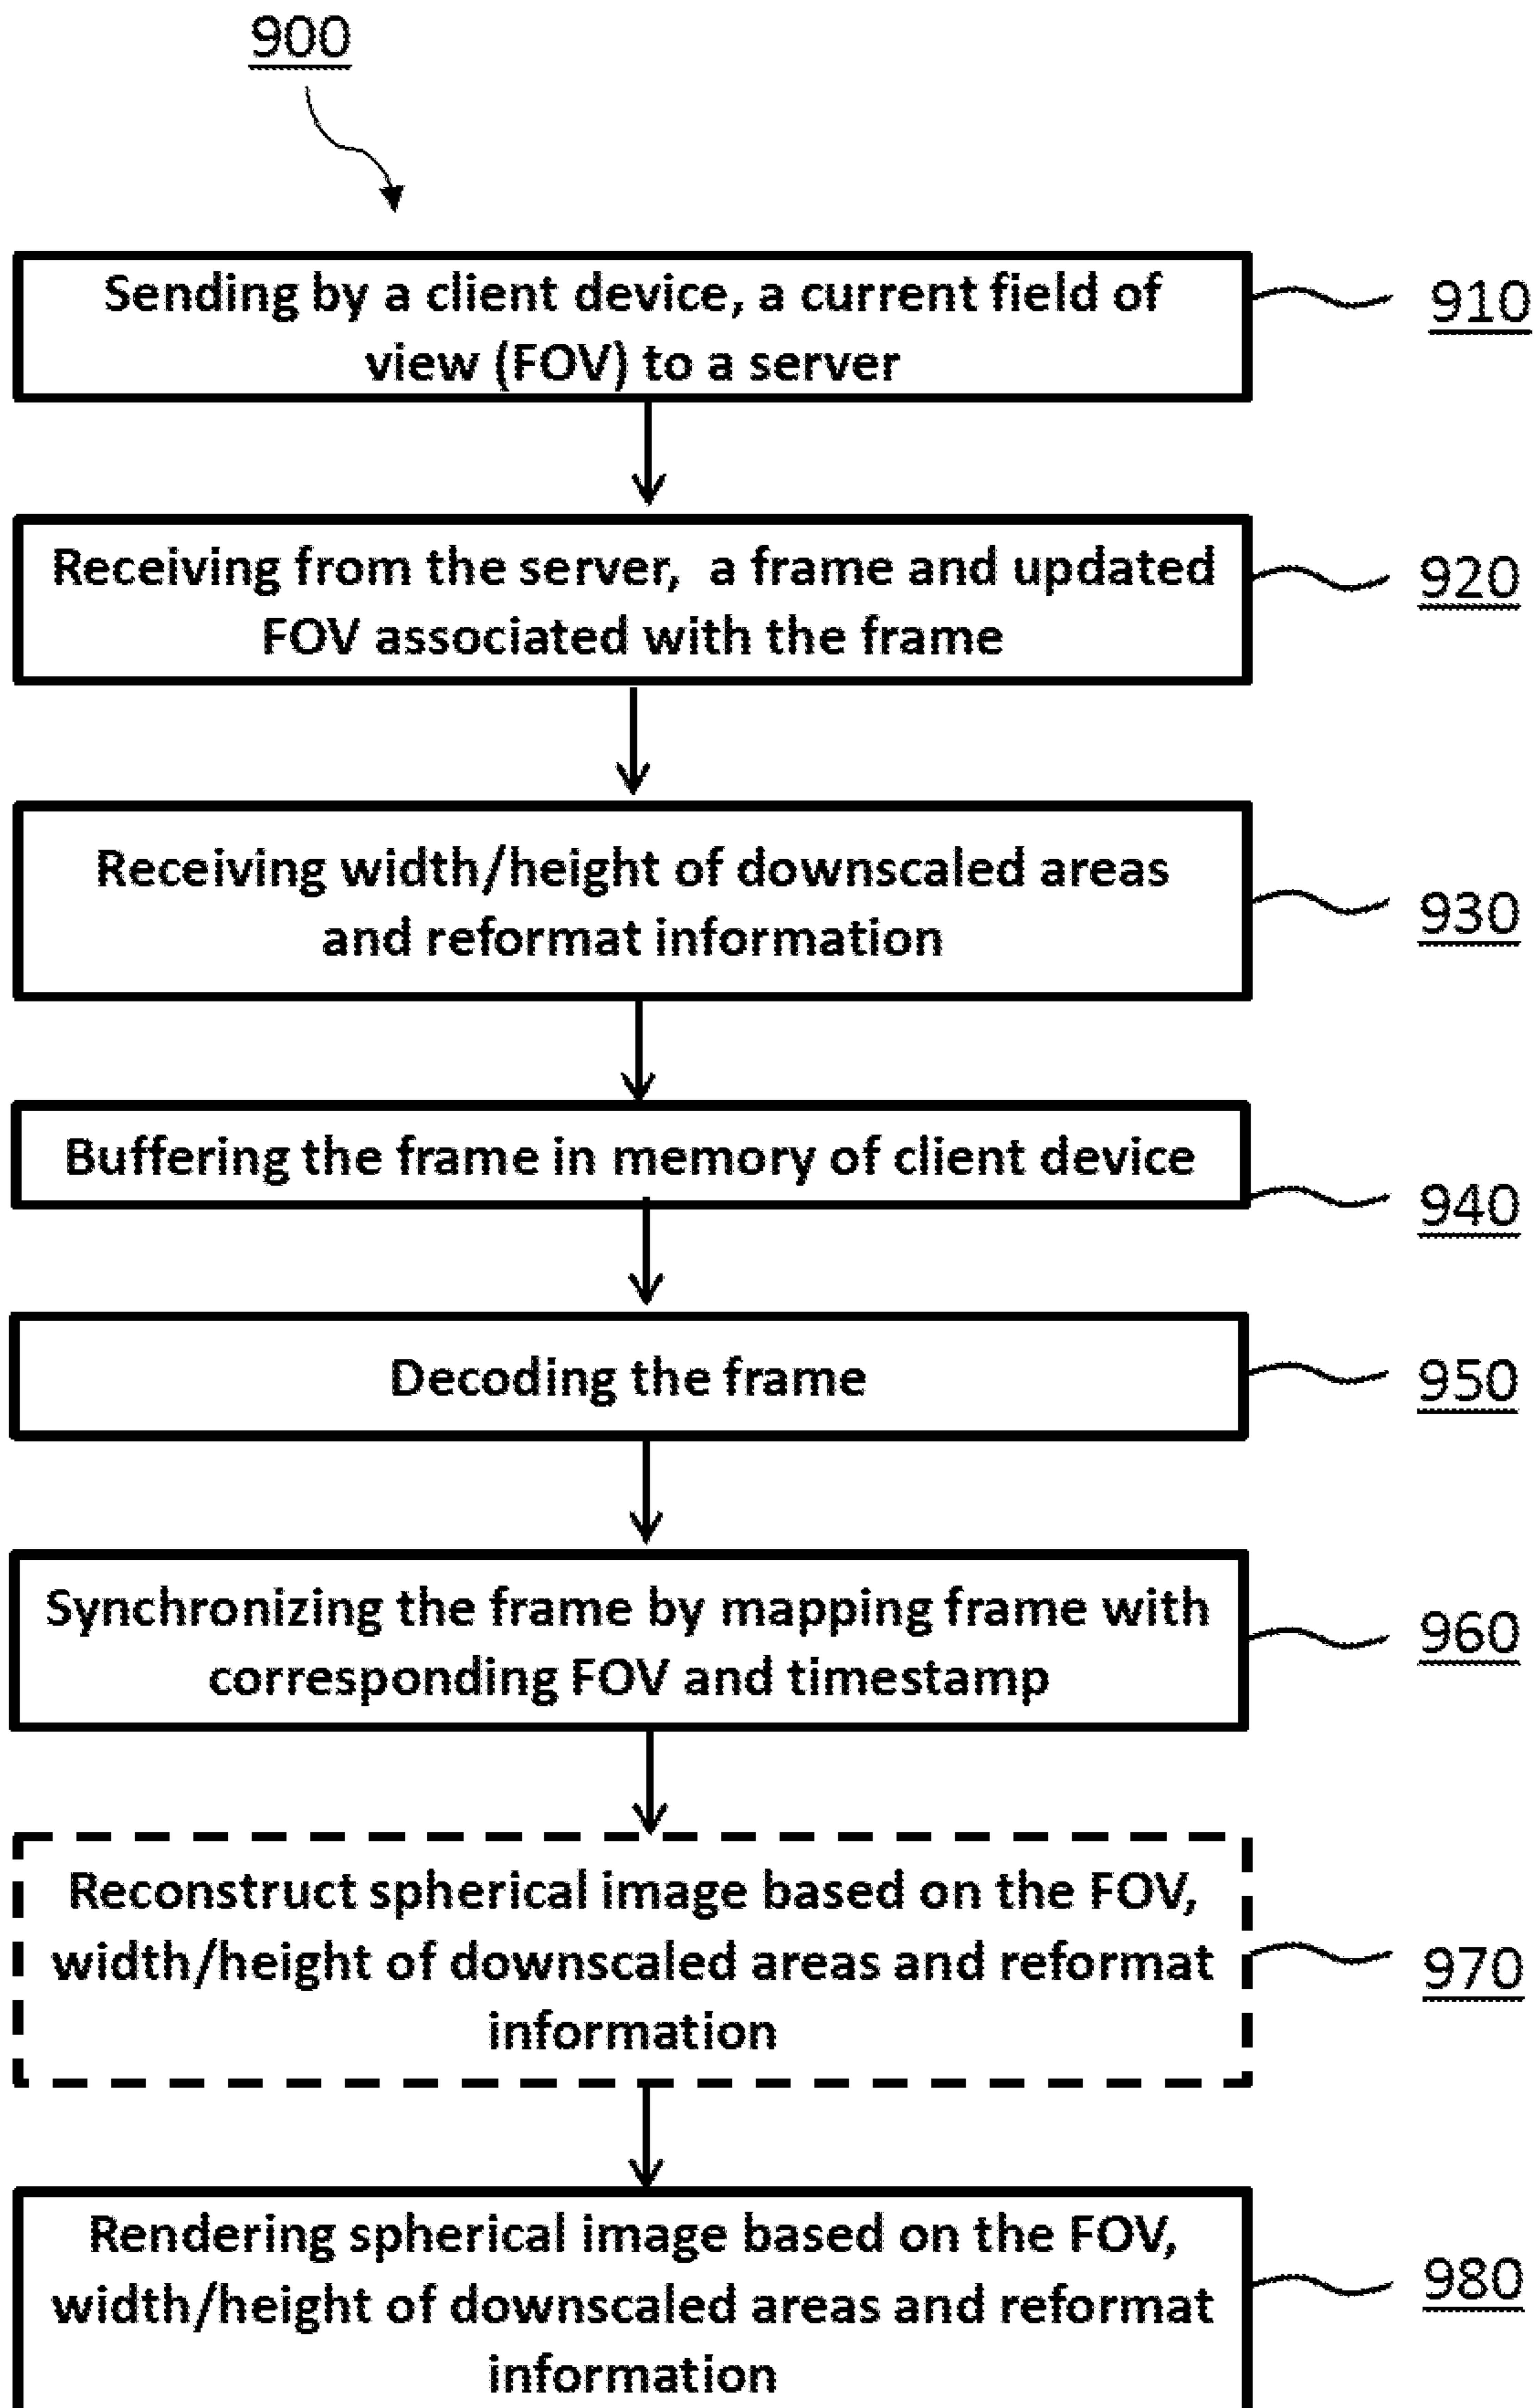 900
Sending by a client device, a current field of
view (FOV) to a server
910
Receiving from the server, a frame and updated
FOV associated with the frame
920
Receiving width/height of downscaled areas
and reformat information
930
Buffering the frame in memory of client device
940
Decoding the frame
950
Synchronizing the frame by mapping frame with
corresponding FOV and timestamp
960
Reconstruct spherical image based on the FOV,
width/height of downscaled areas and reformat
information
970
Rendering spherical image based on the FOV,
width/height of downscaled areas and reformat
information
980